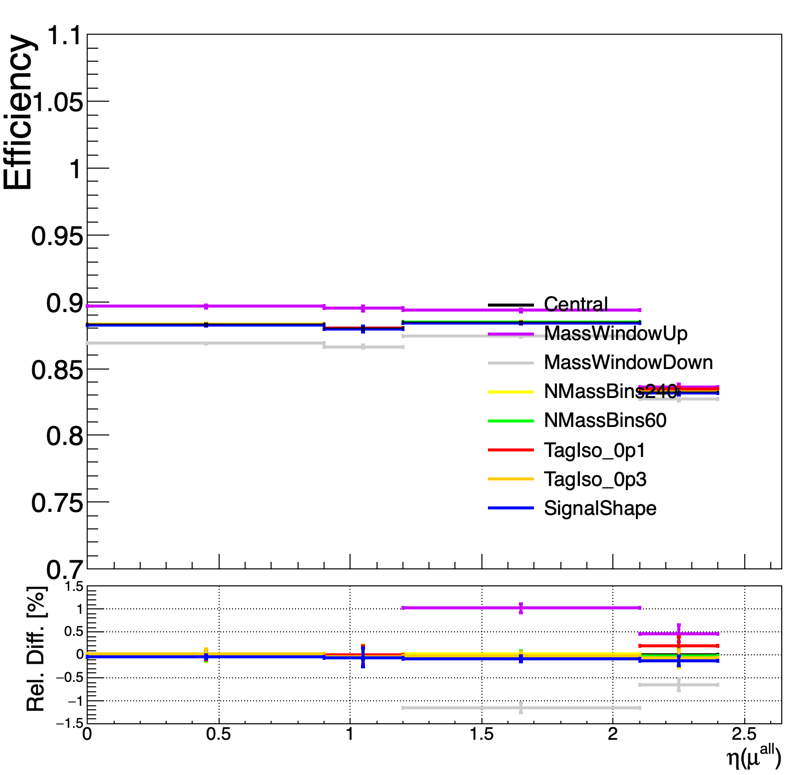 Efficiency
1.1
1.05
1
0.95
0.9
0.85
0.8
0.75
0.7
Central
MassWindowUp
MassWindowDown
NMassBins240
NMassBins60
TagIso_0p1
TagIso_0p3
SignalShape
Rel. Diff. [%]
1.5
1
0.5
0
−0.5
−1
−1.5
0 0.5 1 1.5 2 2.5
η(μ^all)